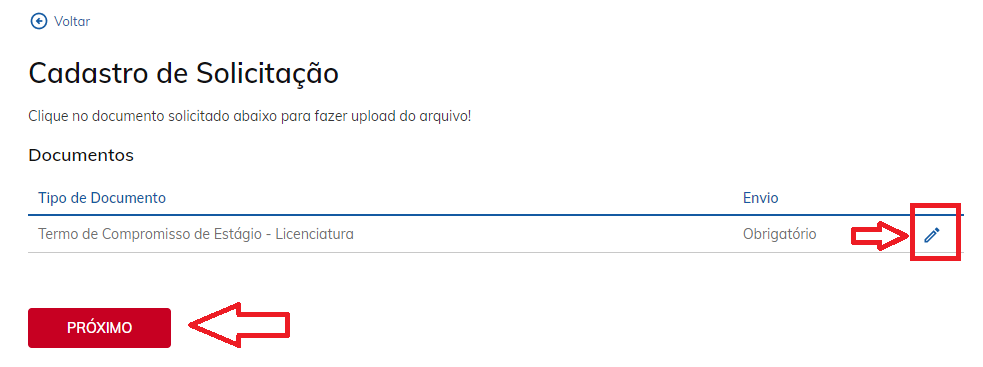 Voltar
Cadastro de Solicitação
Clique no documento solicitado abaixo para fazer upload do arquivo!
Documentos
Tipo de Documento Envio
Termo de Compromisso de Estágio - Licenciatura Obrigatório
PRÓXIMO